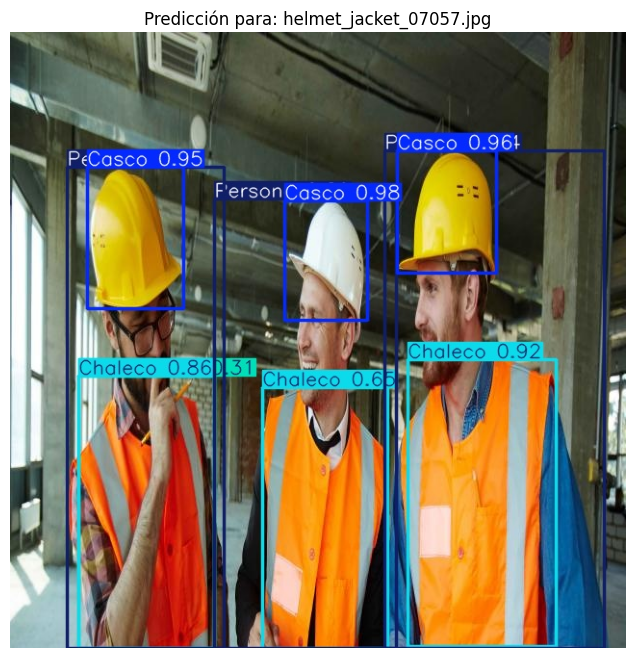 Predicción para: helmet_jacket_07057.jpg
Casco 0.95
Casco 0.96
Person
Casco 0.98
Chaleco 0.92
Chaleco 0.86
0.31
Chaleco 0.65